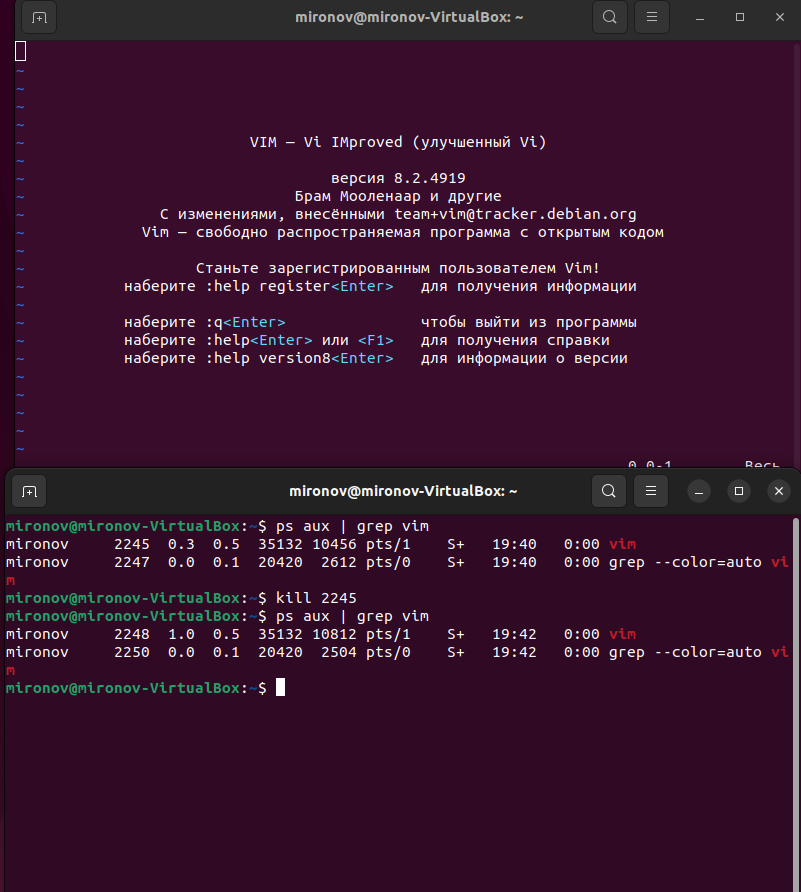 mironov@mironov-VirtualBox: ~
~
~
~
~
VIM – Vi IMproved (улучшенный Vi)
~
~
версия 8.2.4919
~
Брам Мооленаар и другие
~
С изменениями, внесёнными team+vim@tracker.debian.org
~
Vim – свободно распространяемая программа с открытым кодом
~
~
Станьте зарегистрированным пользователем Vim!
~
наберите :help register<Enter> для получения информации
~
~
наберите :q<Enter> чтобы выйти из программы
~
наберите :help<Enter> или <F1> для получения справки
~
наберите :help version8<Enter> для информации о версии
~
~
~
~
~
~
0,0-1 Весь
mironov@mironov-VirtualBox: ~
mironov@mironov-VirtualBox:~$ ps aux | grep vim
mironov 2245 0.3 0.5 35132 10456 pts/1 S+ 19:40 0:00 vim
mironov 2247 0.0 0.1 20420 2612 pts/0 S+ 19:40 0:00 grep --color=auto vi
m
mironov@mironov-VirtualBox:~$ kill 2245
mironov@mironov-VirtualBox:~$ ps aux | grep vim
mironov 2248 1.0 0.5 35132 10812 pts/1 S+ 19:42 0:00 vim
mironov 2250 0.0 0.1 20420 2504 pts/0 S+ 19:42 0:00 grep --color=auto vi
m
mironov@mironov-VirtualBox:~$